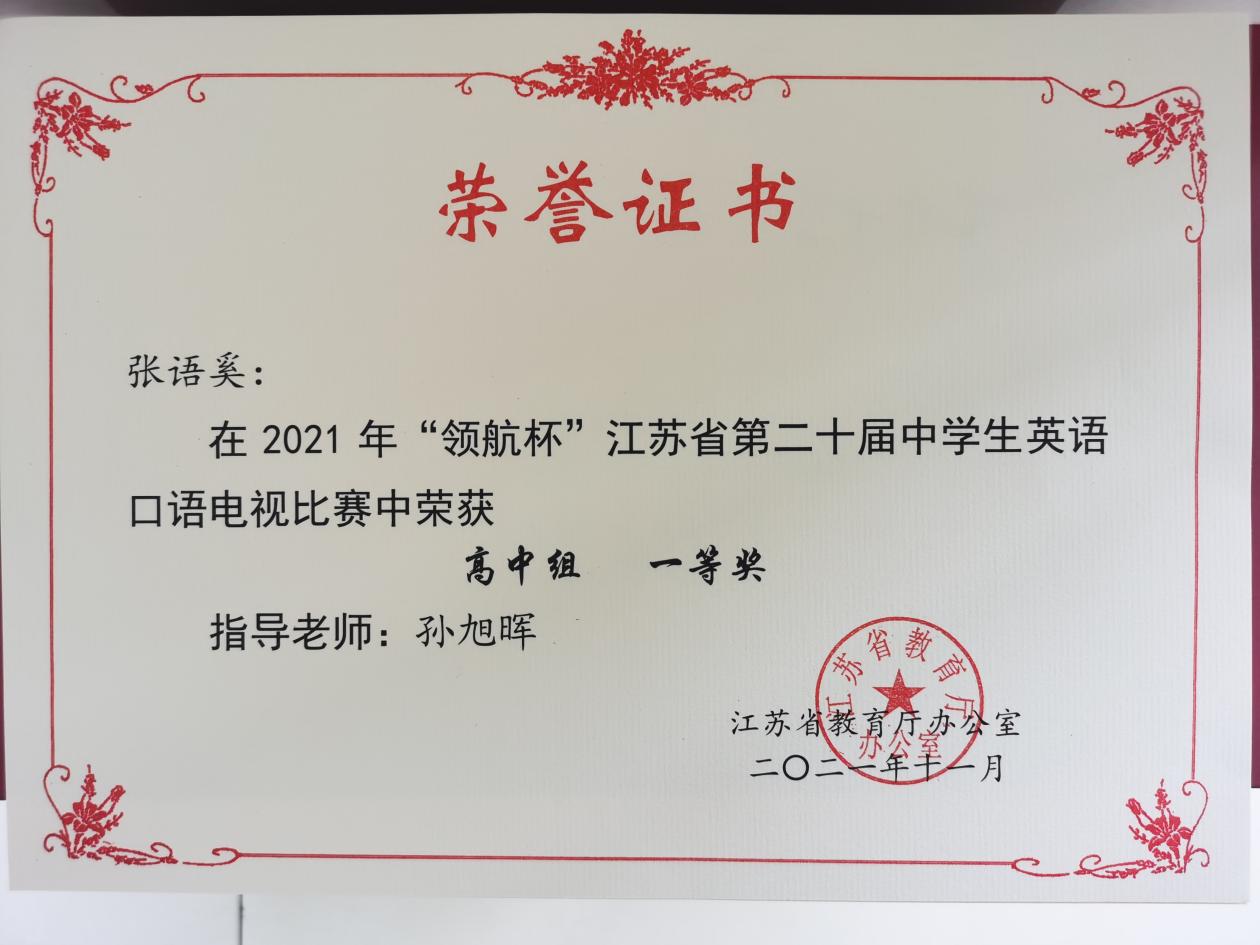 荣誉证书
张语奚：
在 2021 年“领航杯”江苏省第二十届中学生英语
口语电视比赛中荣获
高中组 一等奖
指导老师：孙旭晖
江苏省教育厅
办公室
江苏省教育厅办公室
二〇二一年十一月